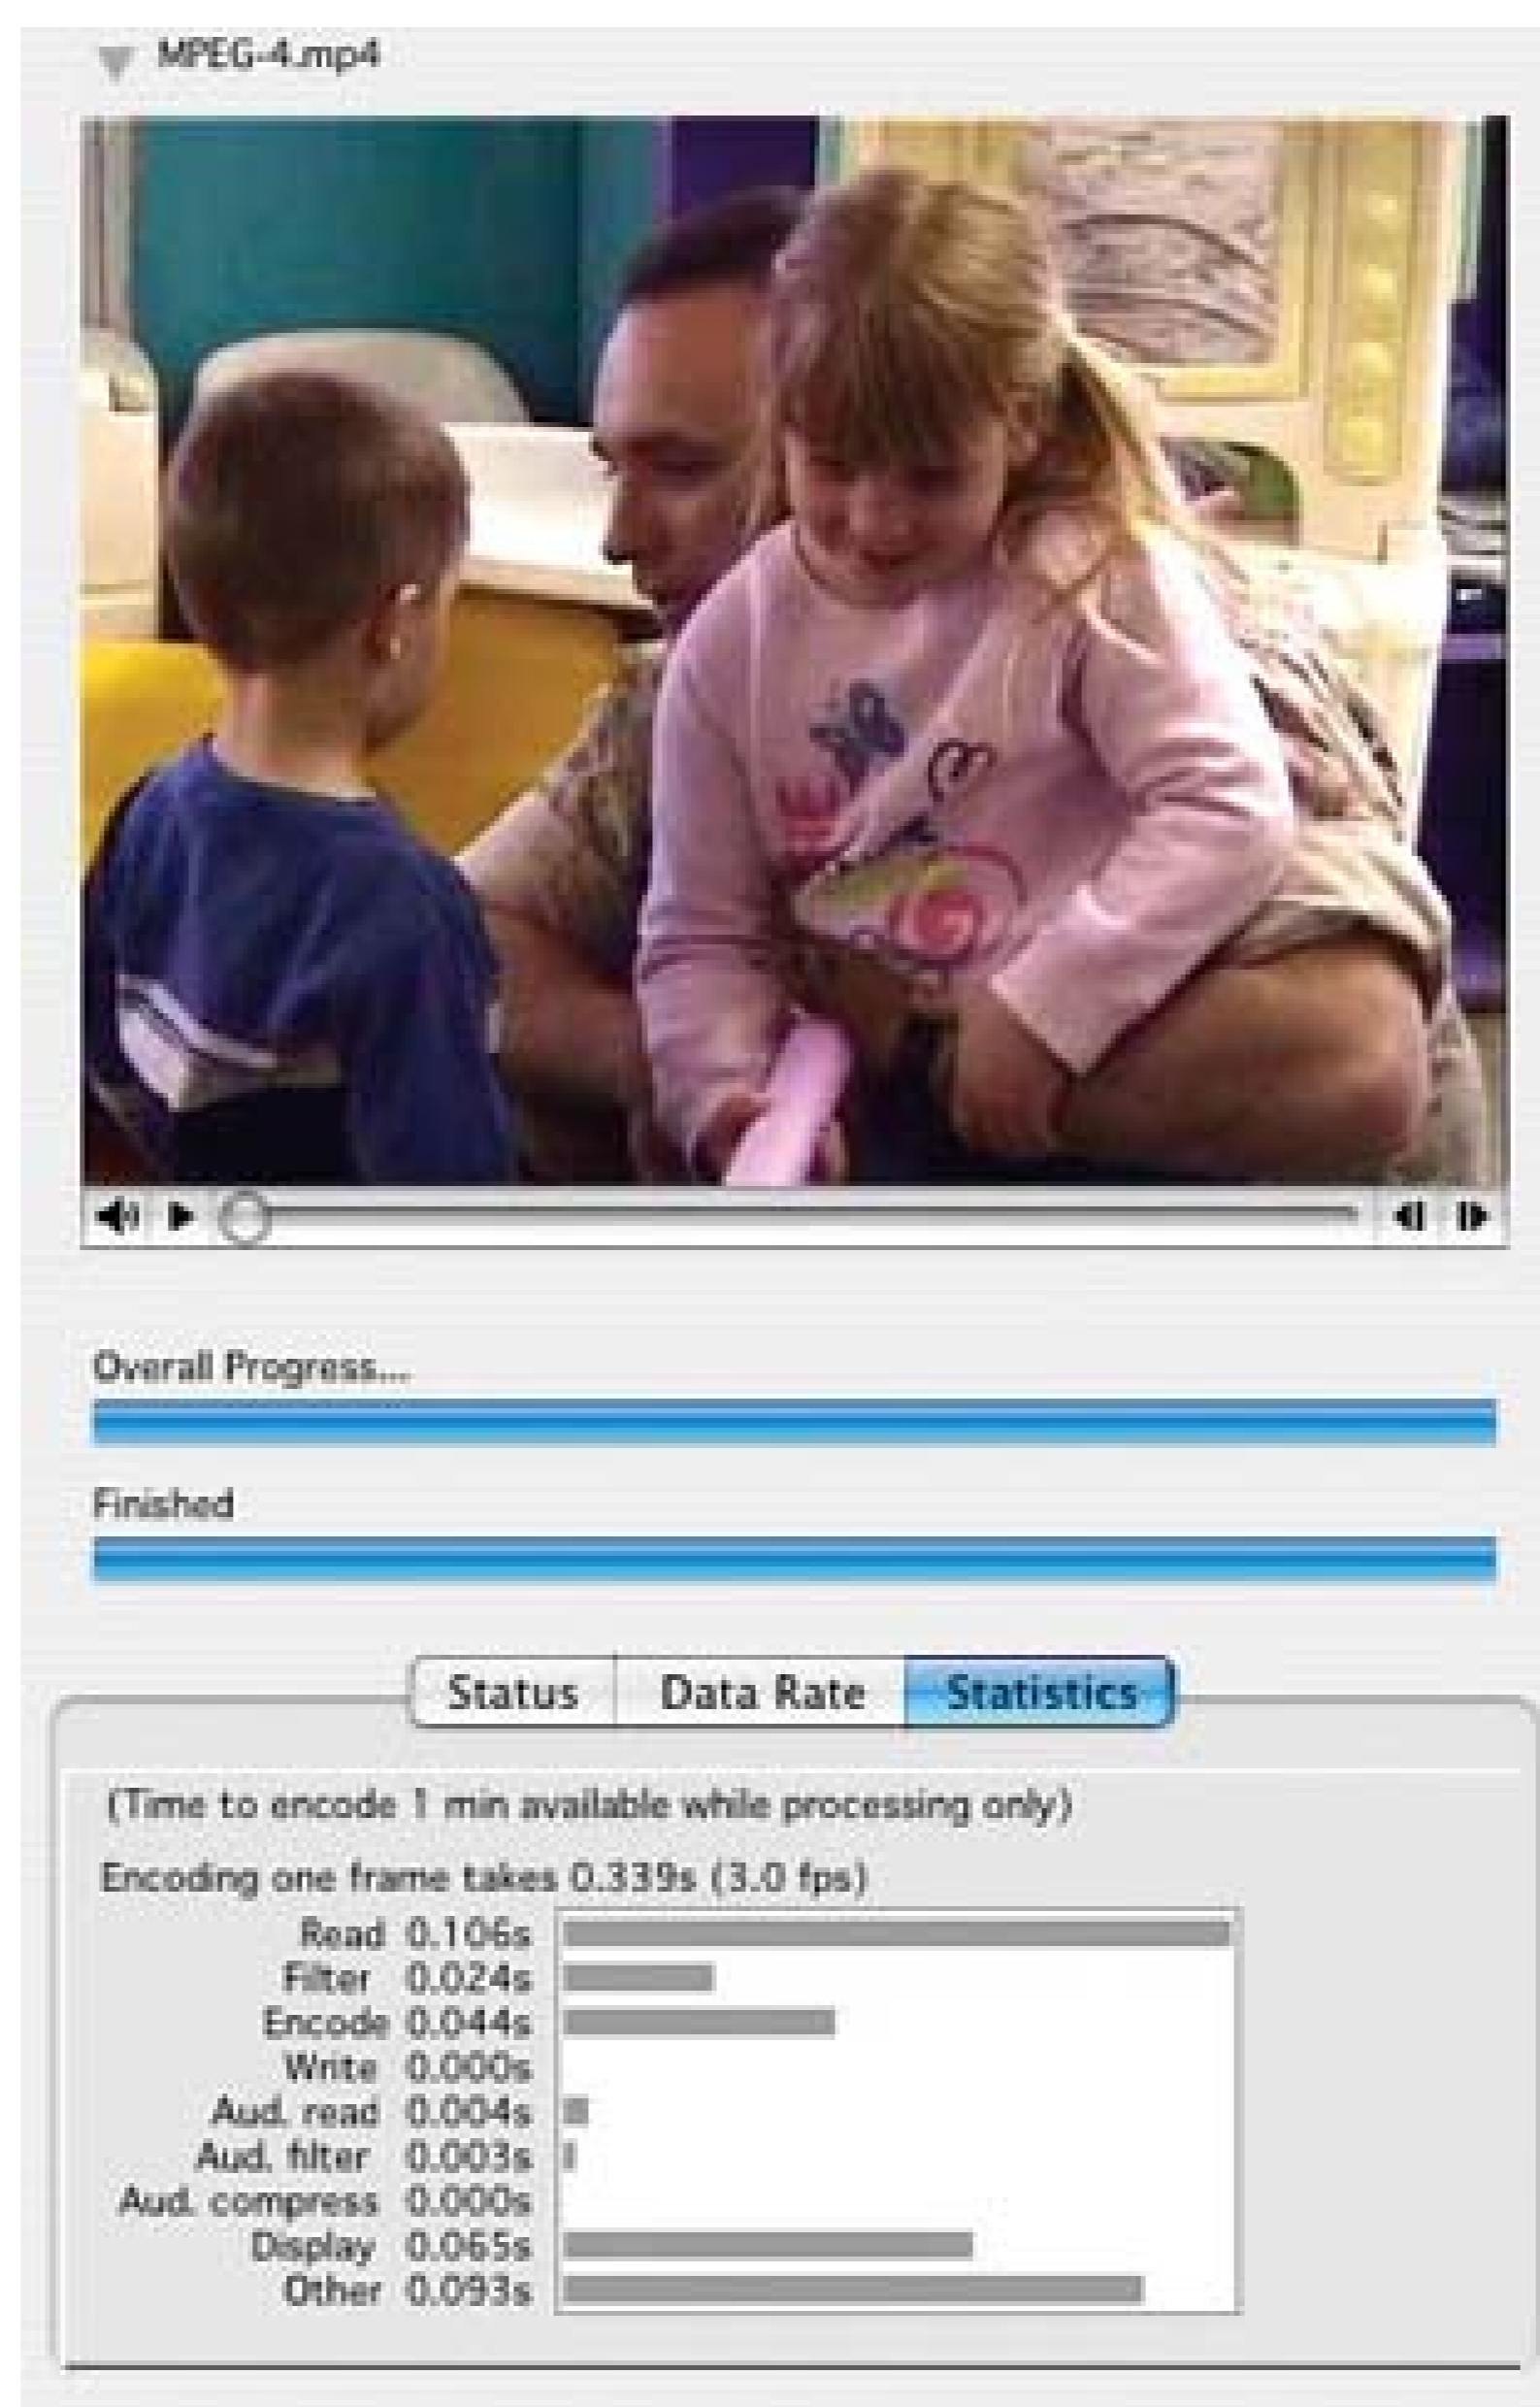 MPEG-4.mp4
Overall Progress...
Finished
Status Data Rate Statistics
(Time to encode 1 min available while processing only)
Encoding one frame takes 0.339s (3.0 fps)
Read 0.106s
Filter 0.024s
Encode 0.044s
Write 0.000s
Aud. read 0.004s
Aud. filter 0.003s
Aud. compress 0.000s
Display 0.065s
Other 0.093s